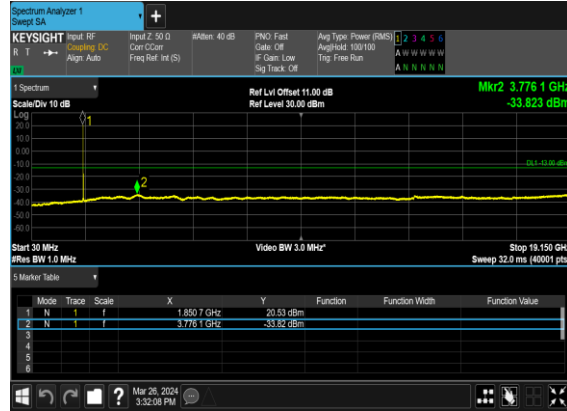 Spectrum Analyzer 1
Swept SA
+
KEYSIGHT Input: RF Input Z: 50 Ω #Atten: 40 dB PNO: Fast Avg Type: Power (RMS) 1 2 3 4 5 6
R T Coupling: DC Corr CCorr Gate: Off Avg|Hold: 100/100 A W W W W W
Align: Auto Freq Ref: Int (S) IF Gain: Low Trig: Free Run A N N N N N
Sig Track: Off
1 Spectrum Ref Lvl Offset 11.00 dB Mkr2 3.776 1 GHz
Scale/Div 10 dB Ref Level 30.00 dBm -33.823 dBm
Log
20.0
10.0
0.00
-10.0
DL1 -13.00 dBm
-20.0
-30.0
-40.0
-50.0
-60.0
1
2
Start 30 MHz Video BW 3.0 MHz* Stop 19.150 GHz
#Res BW 1.0 MHz Sweep 32.0 ms (40001 pts)
5 Marker Table
Mode Trace Scale X Y Function Function Width Function Value
1 N 1 f 1.850 7 GHz 20.53 dBm
2 N 1 f 3.776 1 GHz -33.82 dBm
3
4
5
6
? Mar 26, 2024
3:32:08 PM